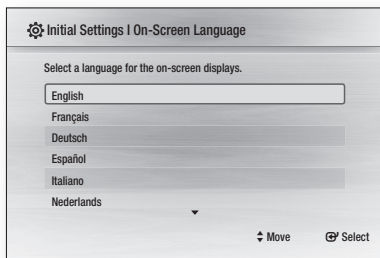 Initial Settings I On-Screen Language
Select a language for the on-screen displays.
English
Français
Deutsch
Español
Italiano
Nederlands
Move Select